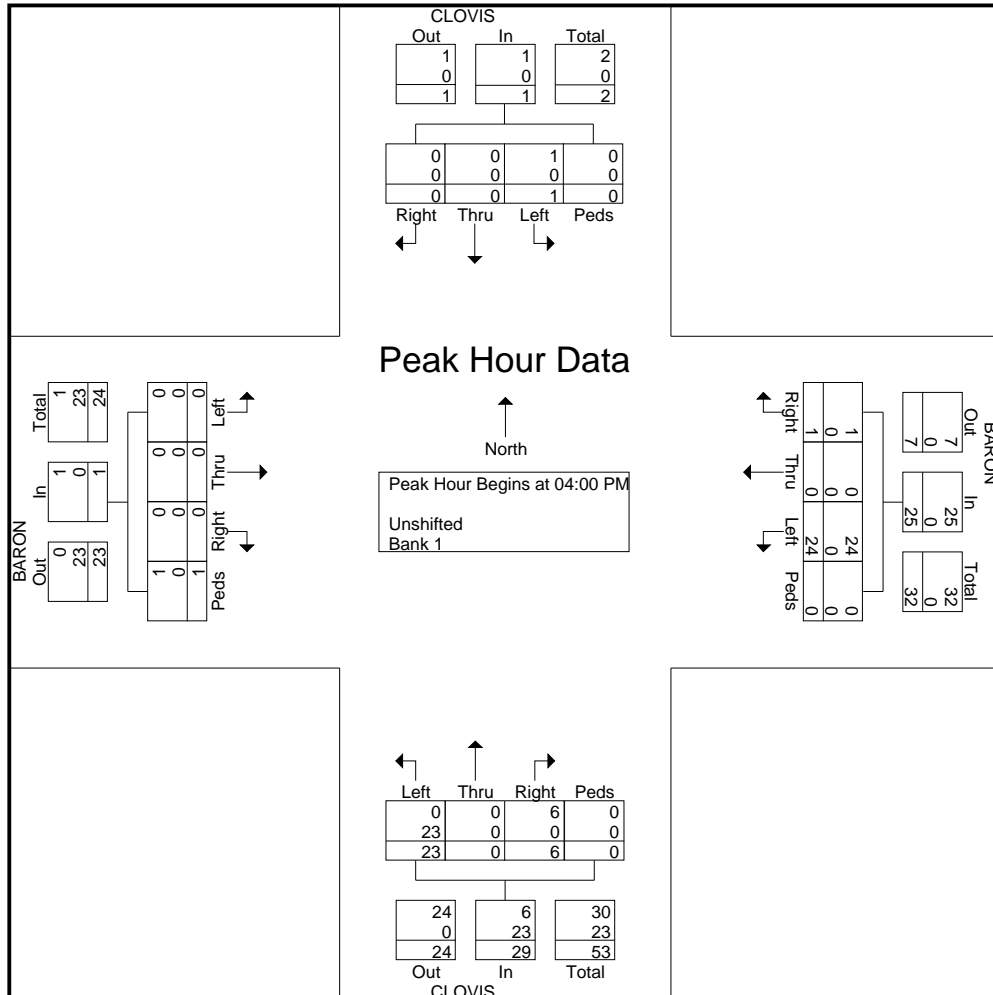 CLOVIS
Out In Total
1 1 2
0 0 0
1 1 2
0 0 1 0
0 0 0 0
0 0 1 0
Right Thru Left Peds
Peak Hour Data
North
Peak Hour Begins at 04:00 PM
Unshifted
Bank 1
BARON
Out In Total
0 1 1
23 0 23
23 1 24
0 0 0 1
0 0 0 0
0 0 0 1
Left Thru Right Peds
BARON
Out In Total
7 25 32
0 0 0
7 25 32
1 0 24 0
0 0 0 0
1 0 24 0
Right Thru Left Peds
Left Thru Right Peds
0 0 6 0
23 0 0 0
23 0 6 0
24 6 30
0 23 23
24 29 53
Out In Total
CLOVIS